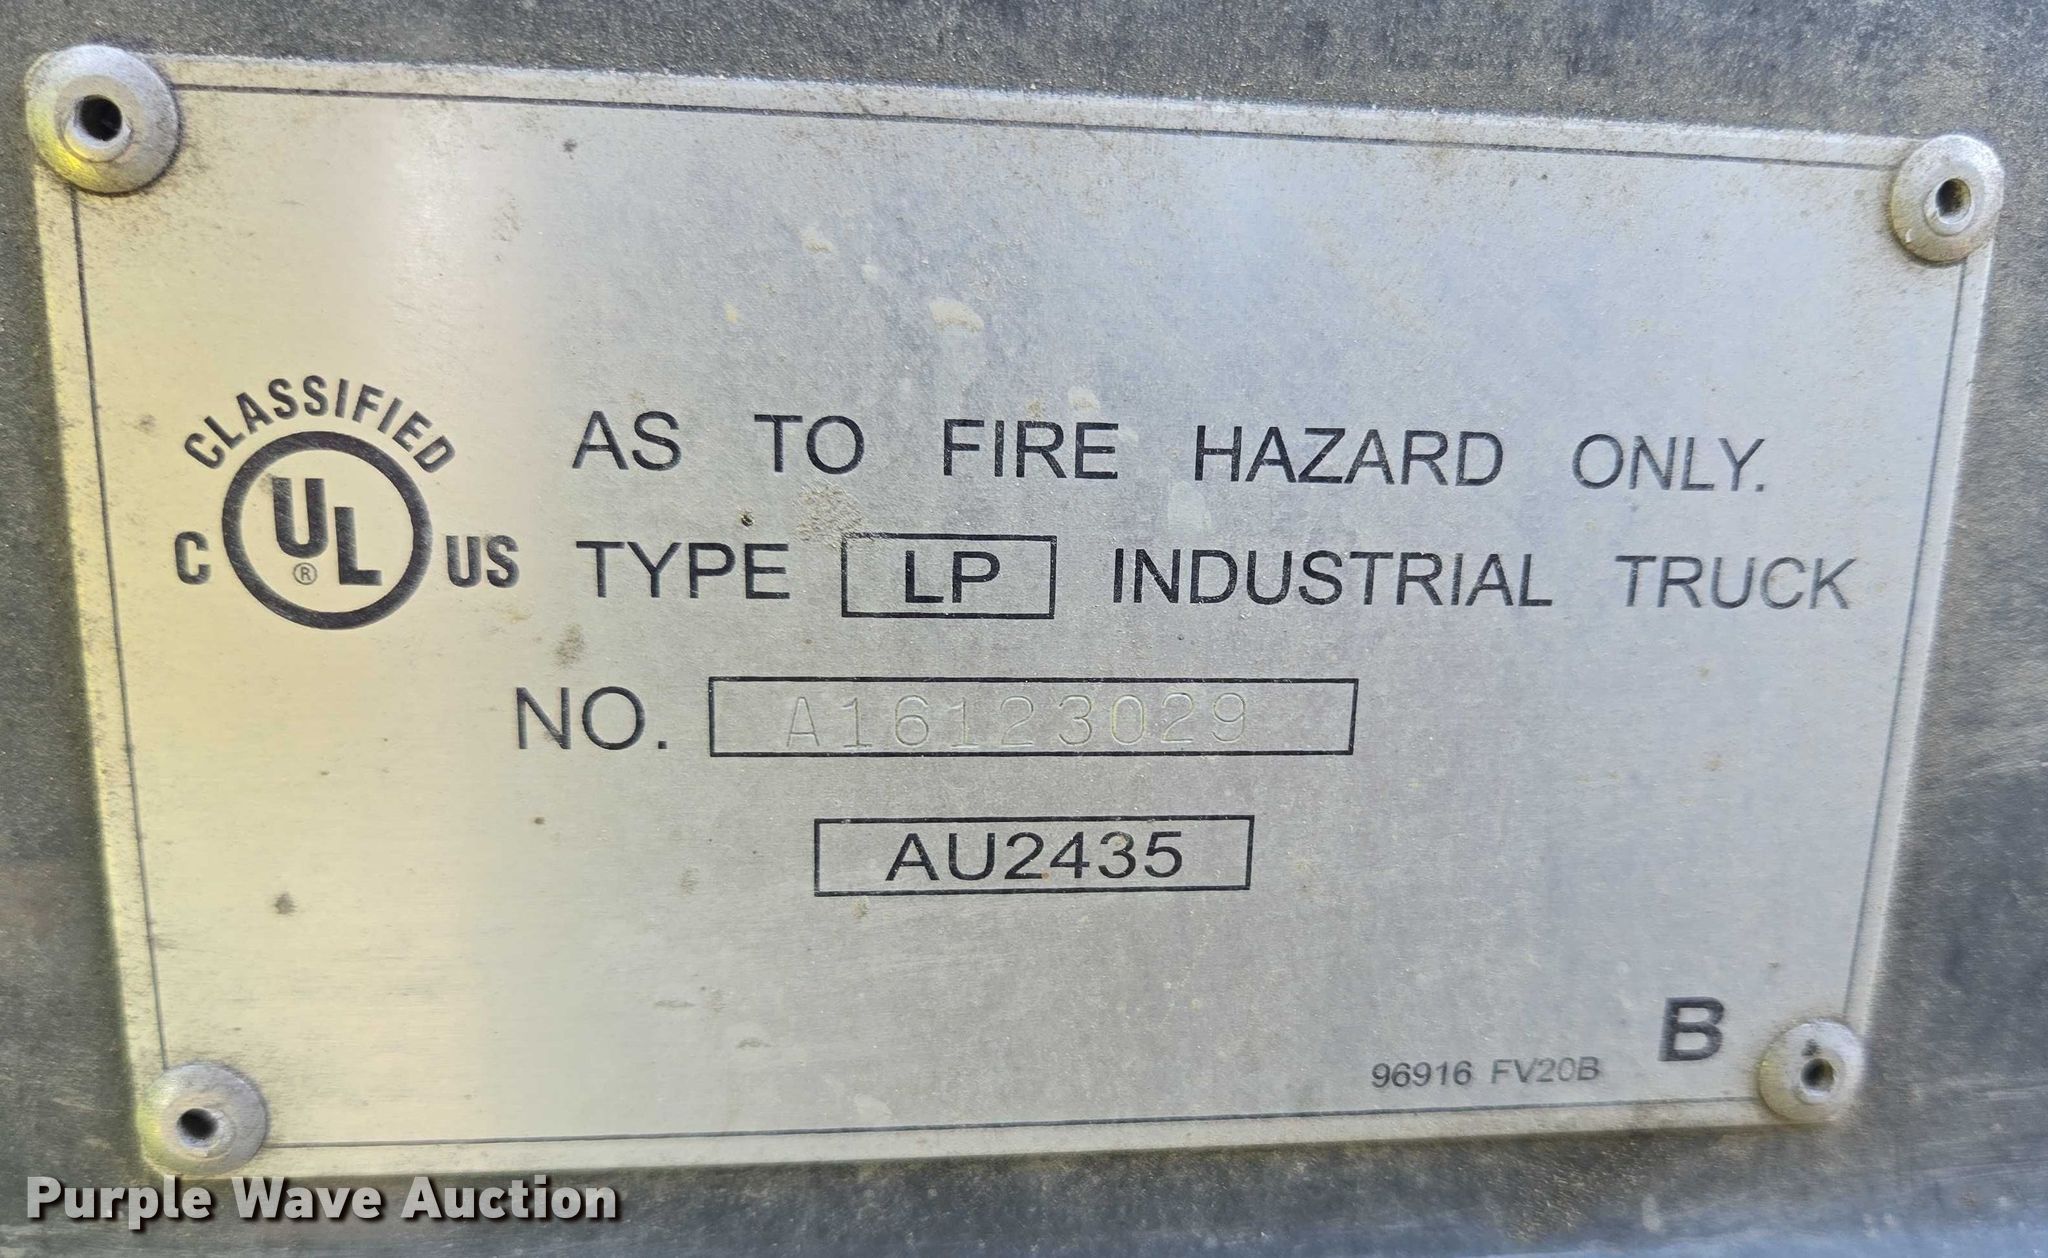 CLASSIFIED
C UL® US
AS TO FIRE HAZARD ONLY.
TYPE LP INDUSTRIAL TRUCK
NO. A16123029
AU2435
96916 FV20B B
Purple Wave Auction